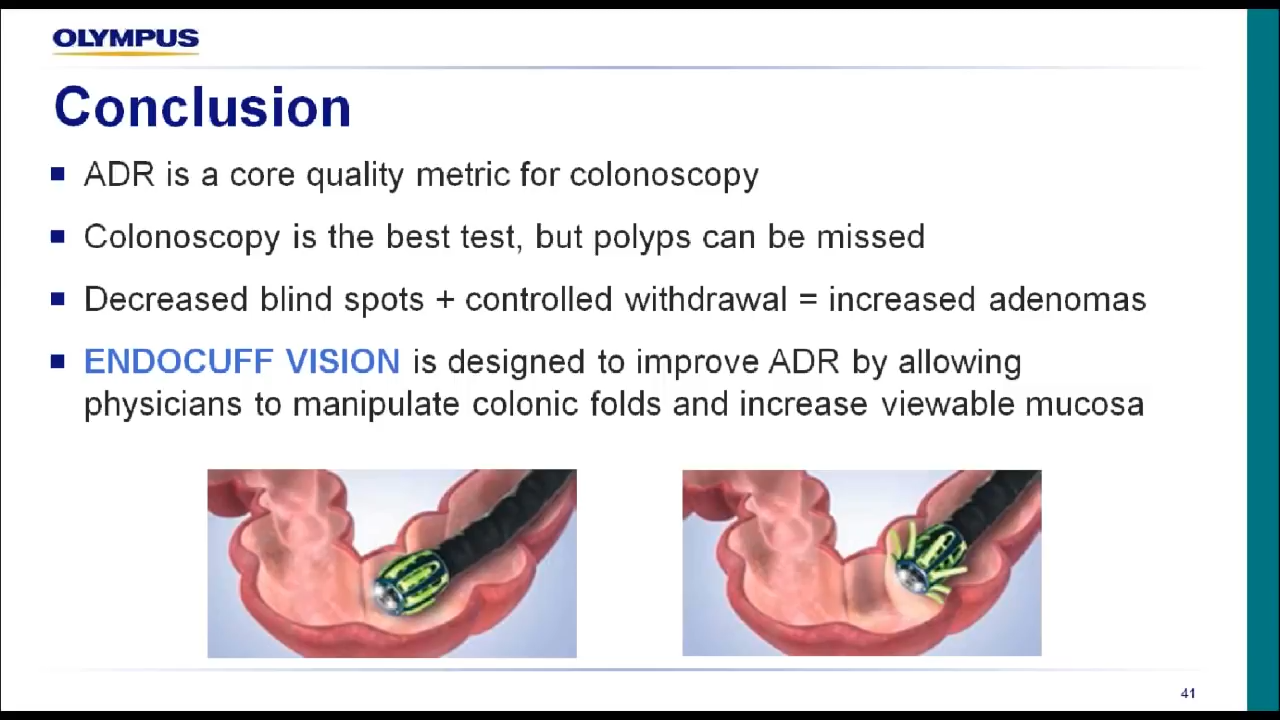 OLYMPUS
Conclusion
ADR is a core quality metric for colonoscopy
Colonoscopy is the best test, but polyps can be missed
Decreased blind spots + controlled withdrawal = increased adenomas
ENDOCUFF VISION is designed to improve ADR by allowing
physicians to manipulate colonic folds and increase viewable mucosa
41